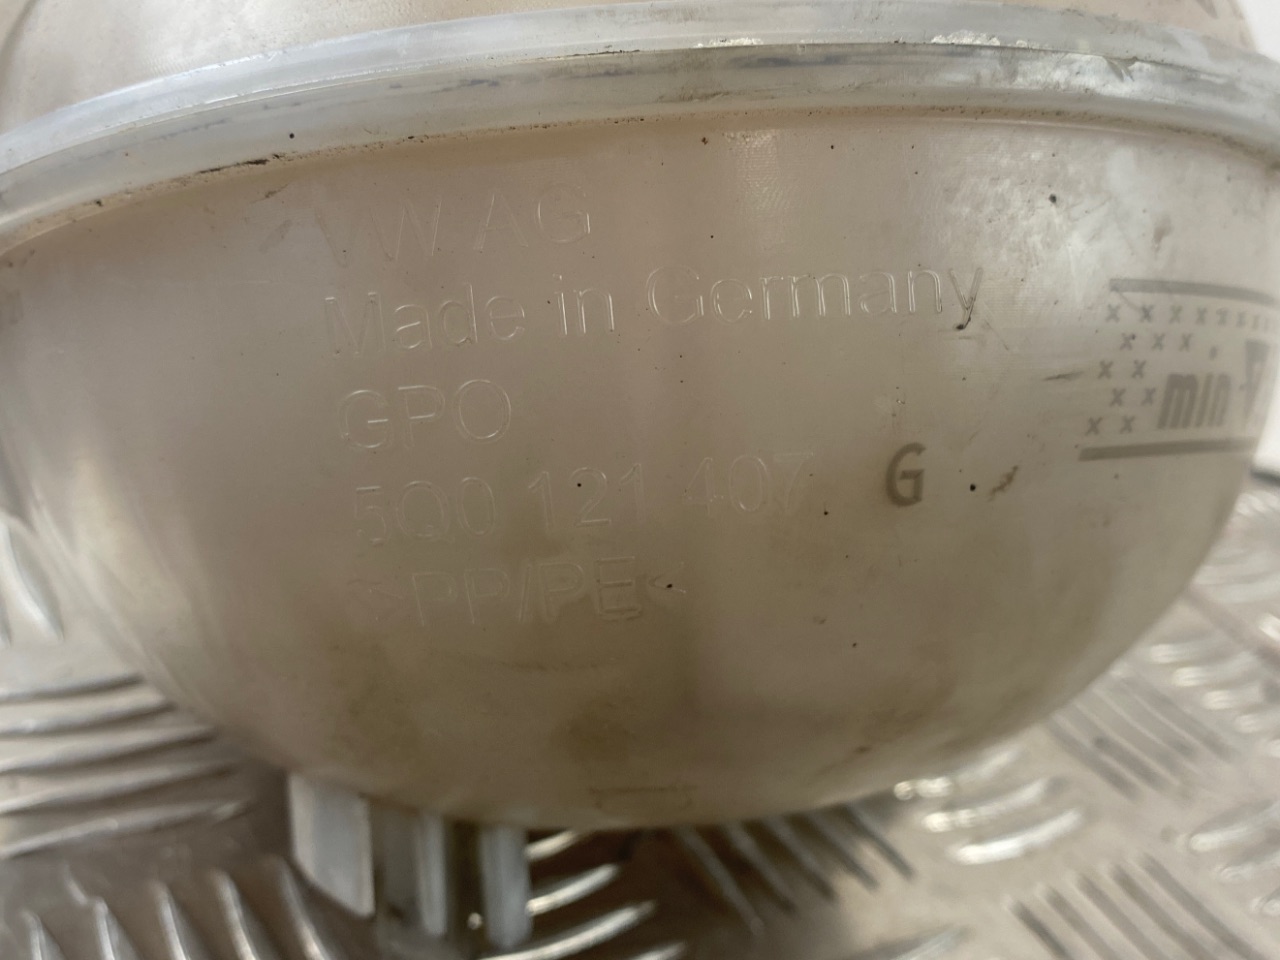 VW AG
Made in Germany
GPO
5Q0 121 407 G
>PP/PE<
min